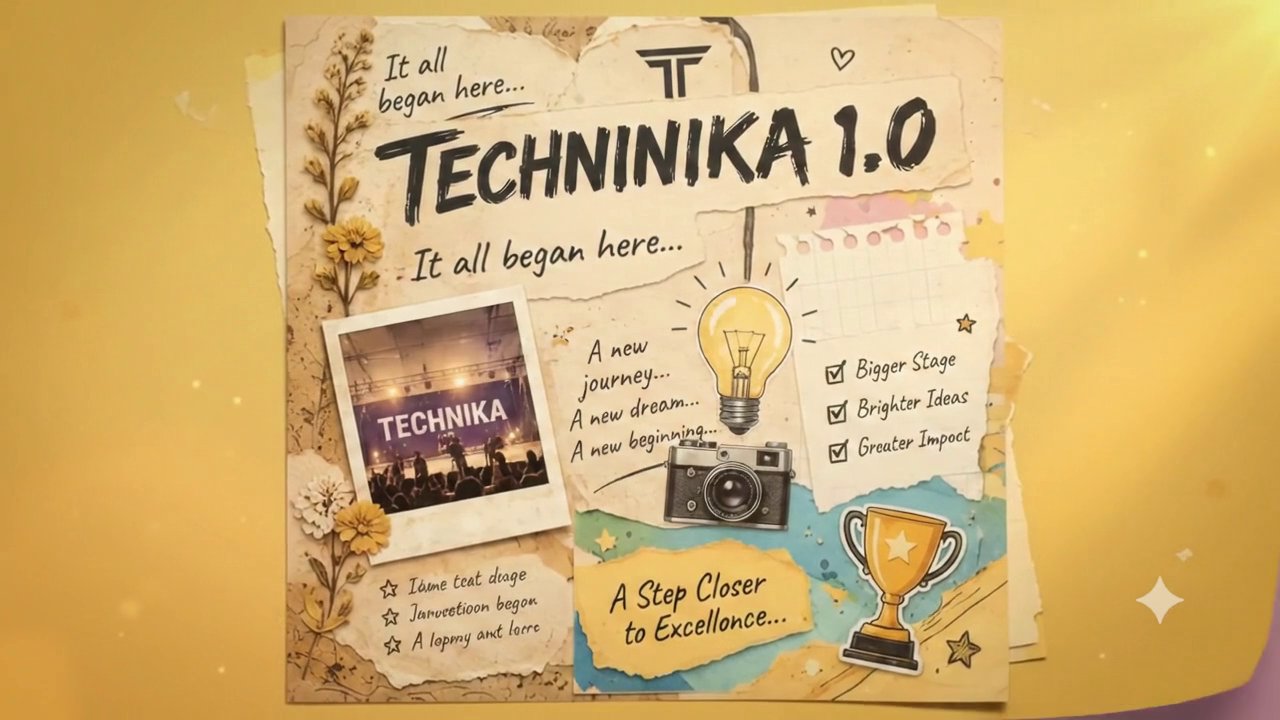 It all
began here...
TECHNINIKA 1.0
It all began here...
TECHNIKA
A new
journey...
A new dream...
A new beginning...
Bigger Stage
Brighter Ideas
Greater Impoct
A Step Closer
to Excellonce...